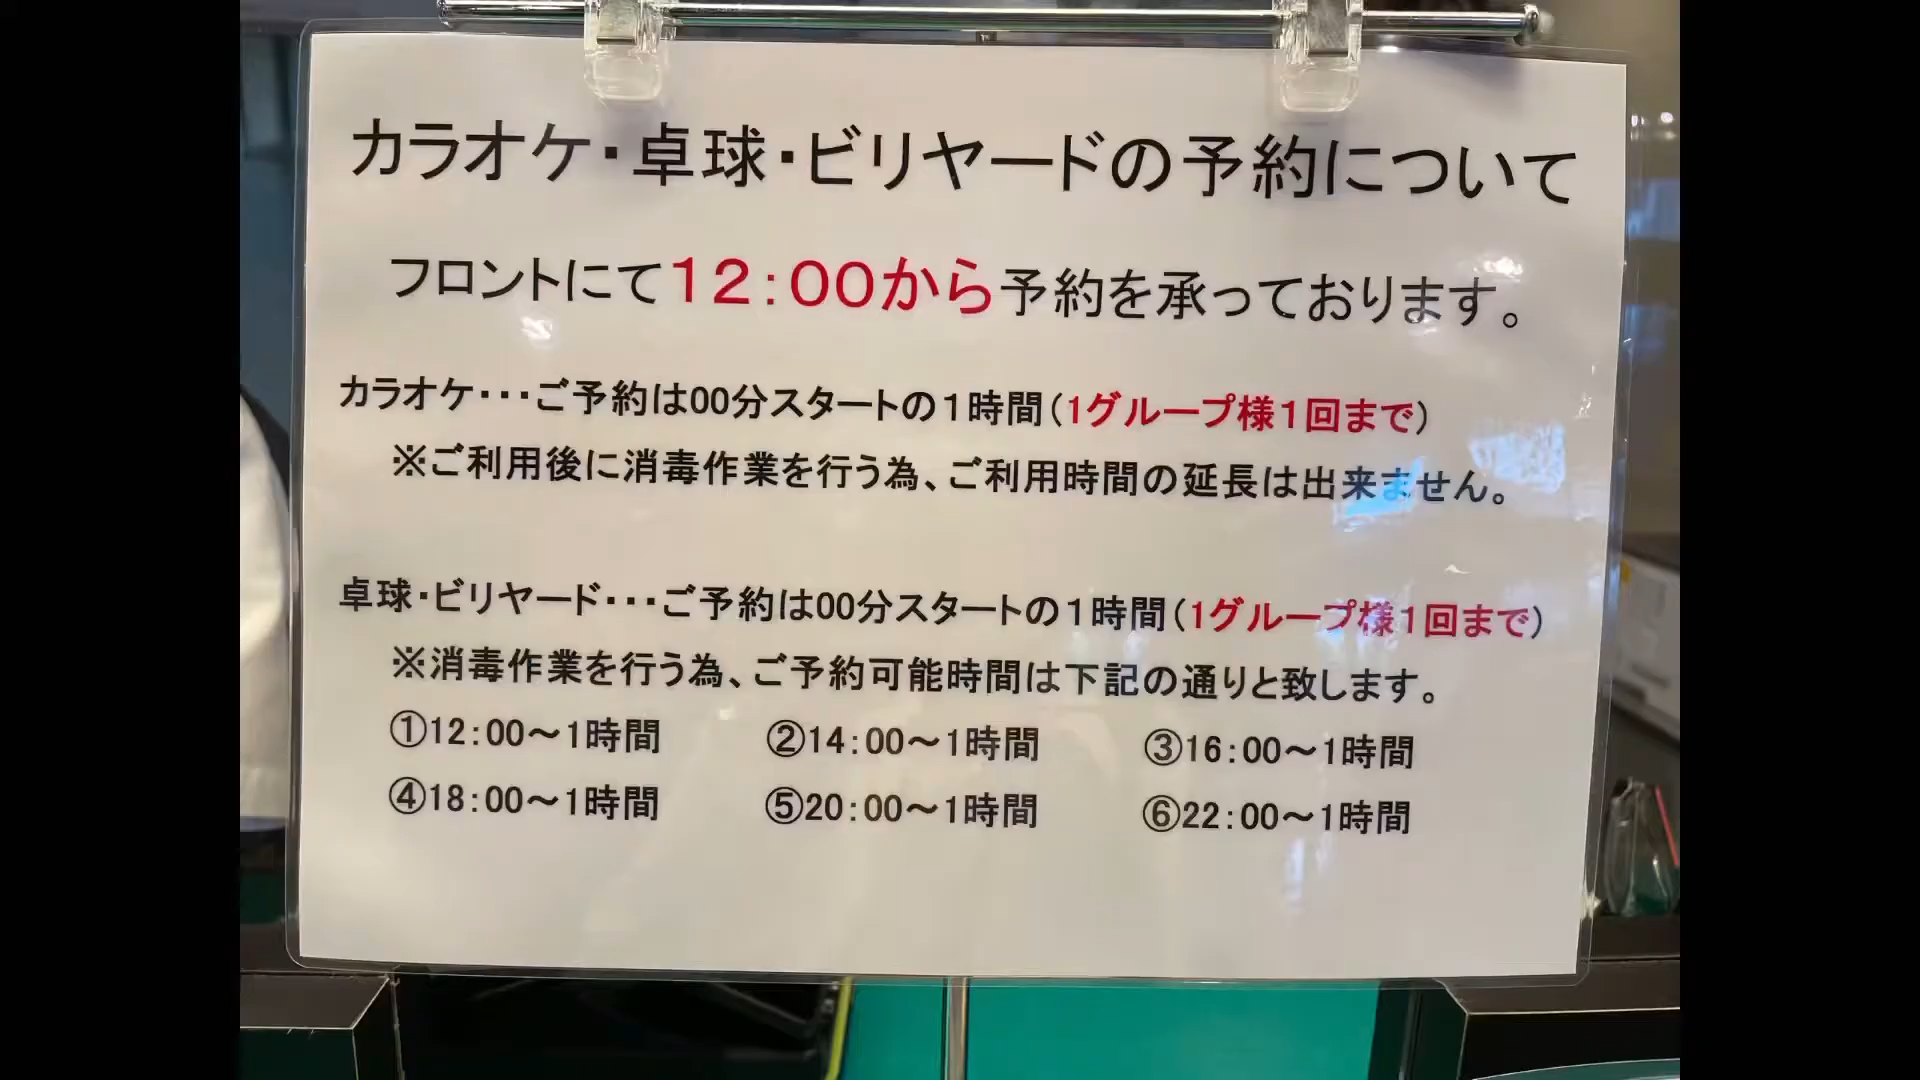 カラオケ・卓球・ビリヤードの予約について
フロントにて12:00から予約を承っております。
カラオケ・・・ご予約は00分スタートの1時間(1グループ様1回まで)
※ご利用後に消毒作業を行う為、ご利用時間の延長は出来ません。
卓球・ビリヤード・・・ご予約は00分スタートの1時間(1グループ様1回まで)
※消毒作業を行う為、ご予約可能時間は下記の通りと致します。
①12:00～1時間 ②14:00～1時間 ③16:00～1時間
④18:00～1時間 ⑤20:00～1時間 ⑥22:00～1時間